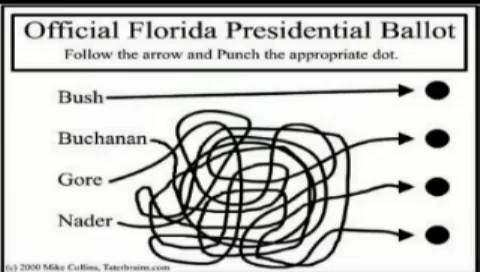 Official Florida Presidential Ballot
Follow the arrow and Punch the appropriate dot.
Bush
Buchanan
Gore
Nader
(c) 2000 Mike Collins, Taterbrains.com